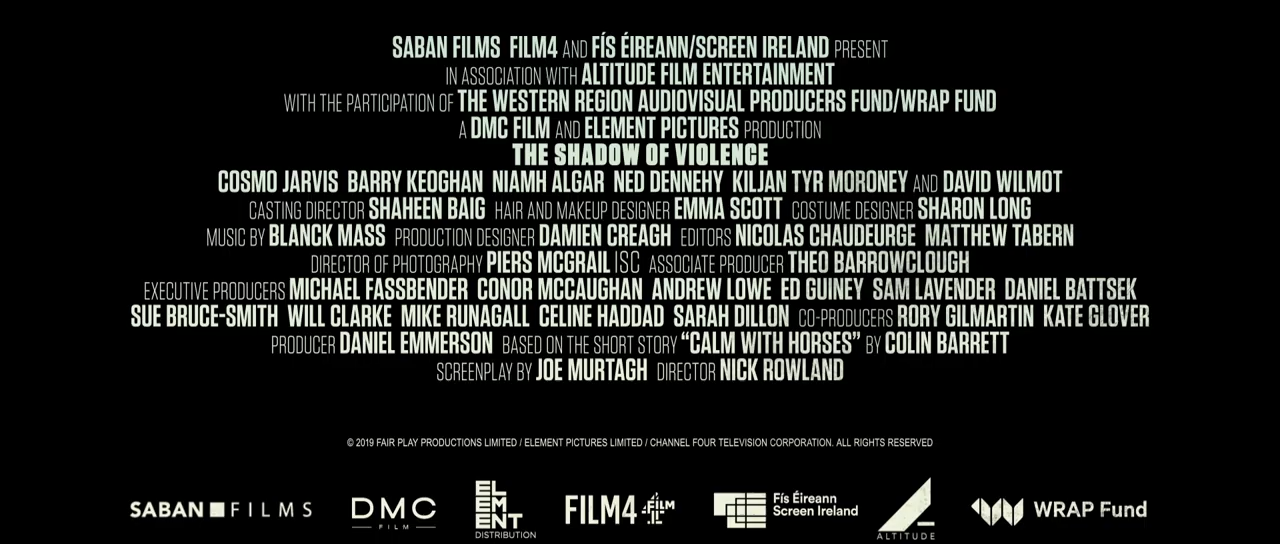 SABAN FILMS FILM4 AND FÍS ÉIREANN/SCREEN IRELAND PRESENT
IN ASSOCIATION WITH ALTITUDE FILM ENTERTAINMENT
WITH THE PARTICIPATION OF THE WESTERN REGION AUDIOVISUAL PRODUCERS FUND/WRAP FUND
A DMC FILM AND ELEMENT PICTURES PRODUCTION
THE SHADOW OF VIOLENCE
COSMO JARVIS BARRY KEOGHAN NIAMH ALGAR NED DENNEHY KILJAN TYR MORONEY AND DAVID WILMOT
CASTING DIRECTOR SHAHEEN BAIG HAIR AND MAKEUP DESIGNER EMMA SCOTT COSTUME DESIGNER SHARON LONG
MUSIC BY BLANCK MASS PRODUCTION DESIGNER DAMIEN CREAGH EDITORS NICOLAS CHAUDEURGE MATTHEW TABERN
DIRECTOR OF PHOTOGRAPHY PIERS MCGRAIL ISC ASSOCIATE PRODUCER THEO BARROWCLOUGH
EXECUTIVE PRODUCERS MICHAEL FASSBENDER CONOR MCCAUGHAN ANDREW LOWE ED GUINEY SAM LAVENDER DANIEL BATTSEK
SUE BRUCE-SMITH WILL CLARKE MIKE RUNAGALL CELINE HADDAD SARAH DILLON CO-PRODUCERS RORY GILMARTIN KATE GLOVER
PRODUCER DANIEL EMMERSON BASED ON THE SHORT STORY “CALM WITH HORSES” BY COLIN BARRETT
SCREENPLAY BY JOE MURTAGH DIRECTOR NICK ROWLAND
© 2019 FAIR PLAY PRODUCTIONS LIMITED / ELEMENT PICTURES LIMITED / CHANNEL FOUR TELEVISION CORPORATION. ALL RIGHTS RESERVED
SABAN FILMS
DMC
FILM
EL
EM
ENT
DISTRIBUTION
FILM4 FILM4
Fís Éireann
Screen Ireland
ALTITUDE
WRAP Fund